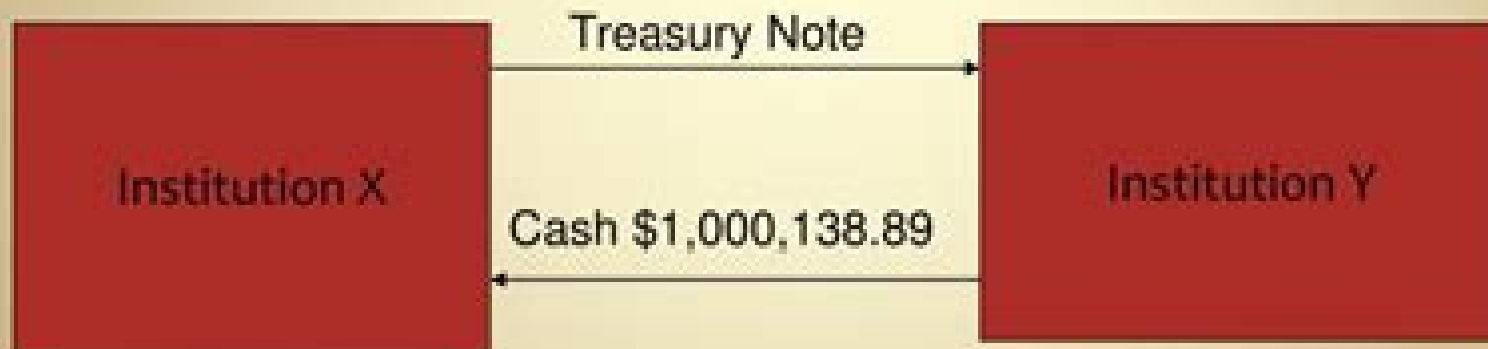 Treasury Note
Institution X
Institution Y
Cash $1,000,138.89